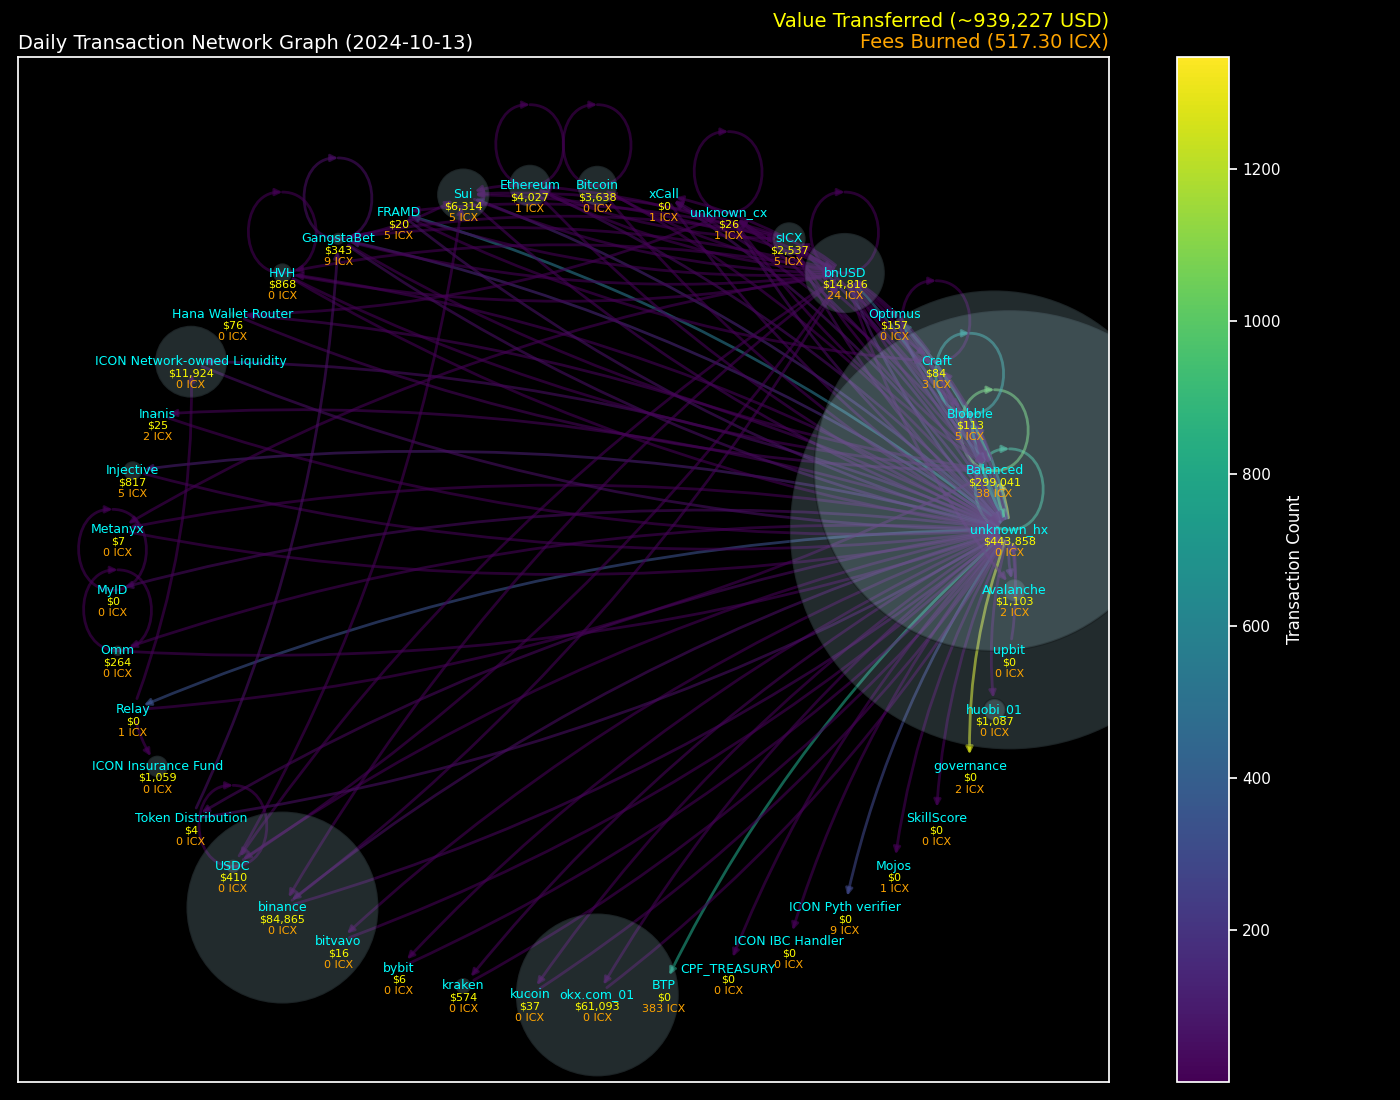 Value Transferred (~939,227 USD)
Daily Transaction Network Graph (2024-10-13)
Fees Burned (517.30 ICX)
Sui
$6,314
5 ICX
Ethereum
$4,027
1 ICX
Bitcoin
$3,638
0 ICX
xCall
$0
1 ICX
FRAMD
$20
5 ICX
unknown_cx
$26
1 ICX
GangstaBet
$343
9 ICX
sICX
$2,537
5 ICX
HVH
$868
0 ICX
bnUSD
$14,816
24 ICX
Hana Wallet Router
$76
0 ICX
Optimus
$157
0 ICX
ICON Network-owned Liquidity
$11,924
0 ICX
Craft
$84
3 ICX
Inanis
$25
2 ICX
Blobble
$113
5 ICX
Injective
$817
5 ICX
Balanced
$299,041
38 ICX
Metanyx
$7
0 ICX
unknown_hx
$443,858
0 ICX
MyID
$0
0 ICX
Avalanche
$1,103
2 ICX
Omm
$264
0 ICX
upbit
$0
0 ICX
Relay
$0
1 ICX
huobi_01
$1,087
0 ICX
ICON Insurance Fund
$1,059
0 ICX
governance
$0
2 ICX
Token Distribution
$4
0 ICX
SkillScore
$0
0 ICX
USDC
$410
0 ICX
Mojos
$0
1 ICX
binance
$84,865
0 ICX
ICON Pyth verifier
$0
9 ICX
bitvavo
$16
0 ICX
ICON IBC Handler
$0
0 ICX
bybit
$6
0 ICX
CPF_TREASURY
$0
0 ICX
kraken
$574
0 ICX
kucoin
$37
0 ICX
okx.com_01
$61,093
0 ICX
BTP
$0
383 ICX
1200
1000
800
600
400
200
Transaction Count